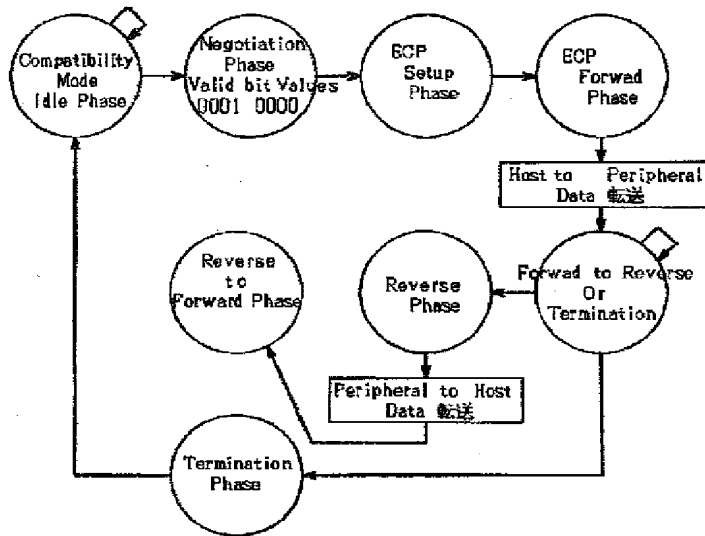 Compatibility
Mode
Idle Phase
Negotiation
Phase
Valid bit Values
0001 0000
ECP
Setup
Phase
ECP
Forwad
Phase
Host to Peripheral
Data 転送
Forwad to Reverse
Or
Termination
Reverse
Phase
Reverse
to
Forward Phase
Peripheral to Host
Data 転送
Termination
Phase